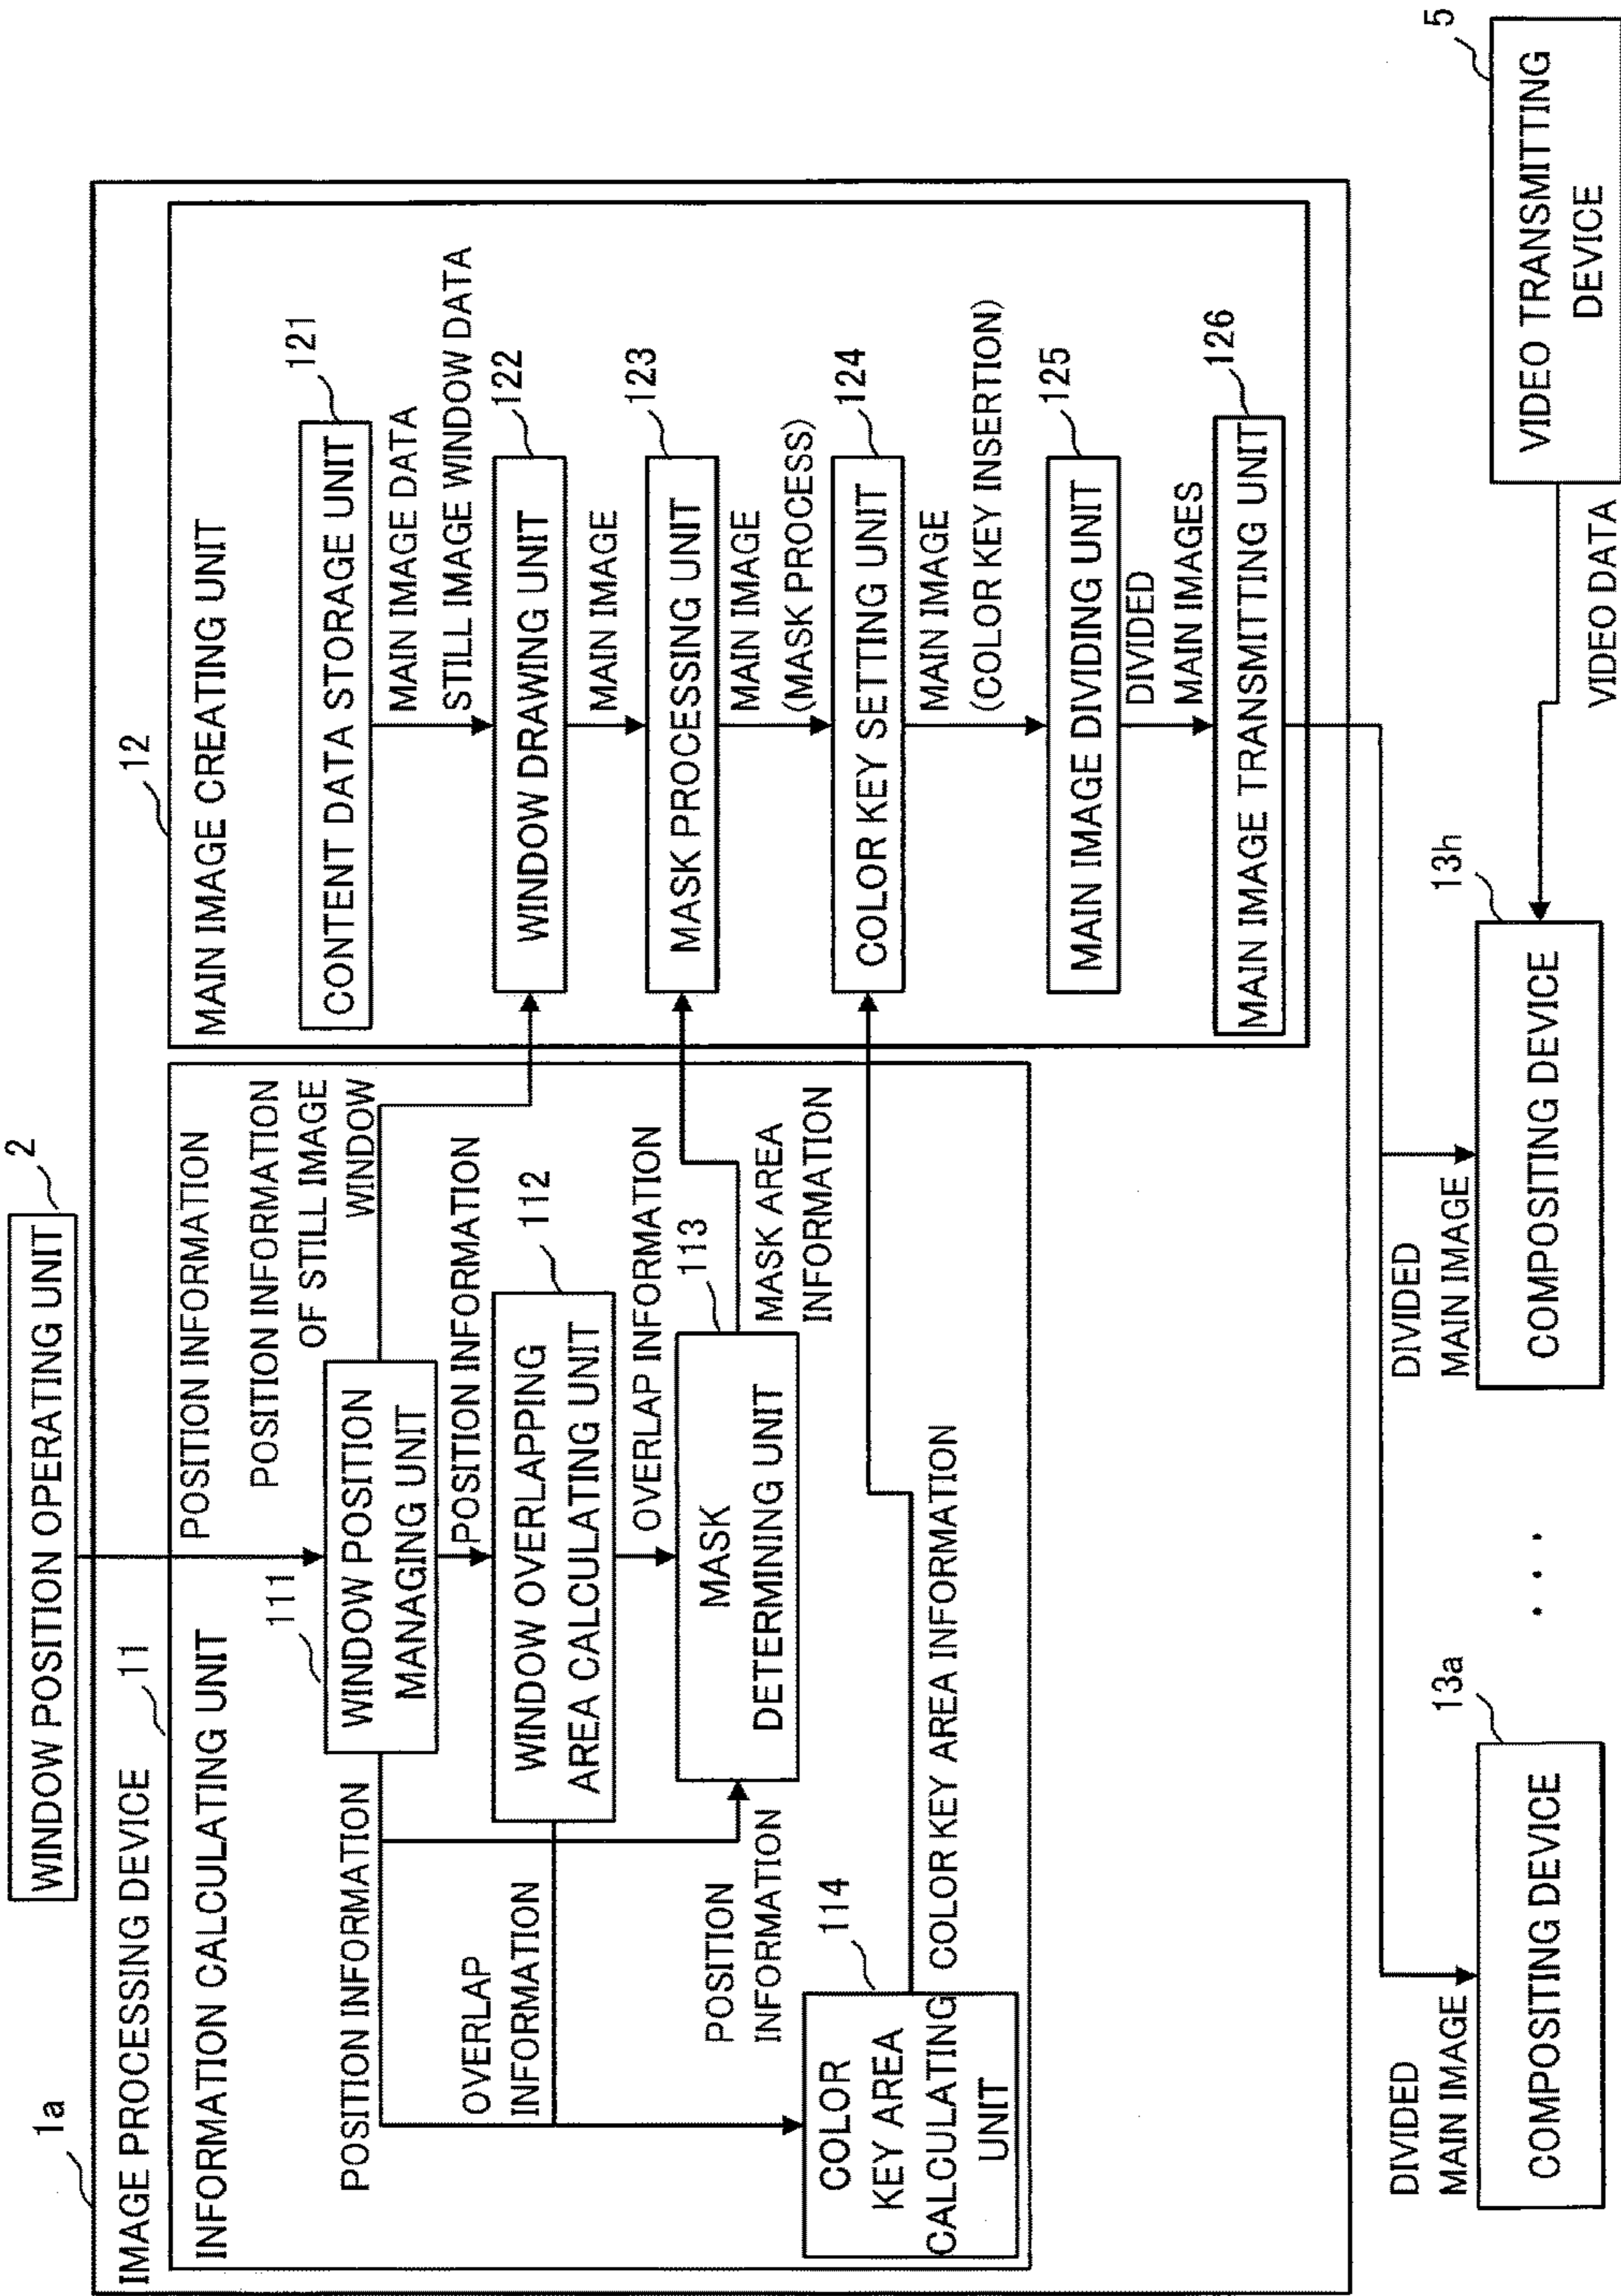 WINDOW POSITION OPERATING UNIT
2
1a
IMAGE PROCESSING DEVICE
11
INFORMATION CALCULATING UNIT
POSITION INFORMATION
POSITION INFORMATION
OF STILL IMAGE
WINDOW
111
WINDOW POSITION
MANAGING UNIT
POSITION INFORMATION
POSITION INFORMATION
112
WINDOW OVERLAPPING
AREA CALCULATING UNIT
OVERLAP
INFORMATION
OVERLAP INFORMATION
113
MASK
DETERMINING UNIT
POSITION
INFORMATION
MASK AREA
INFORMATION
114
COLOR
KEY AREA
CALCULATING
UNIT
COLOR KEY AREA INFORMATION
12
MAIN IMAGE CREATING UNIT
121
CONTENT DATA STORAGE UNIT
MAIN IMAGE DATA
STILL IMAGE WINDOW DATA
122
WINDOW DRAWING UNIT
MAIN IMAGE
123
MASK PROCESSING UNIT
MAIN IMAGE
(MASK PROCESS)
124
COLOR KEY SETTING UNIT
MAIN IMAGE
(COLOR KEY INSERTION)
125
MAIN IMAGE DIVIDING UNIT
DIVIDED
MAIN IMAGES
126
MAIN IMAGE TRANSMITTING UNIT
DIVIDED
MAIN IMAGE
13a
COMPOSITING DEVICE
. . .
DIVIDED
MAIN IMAGE
13h
COMPOSITING DEVICE
VIDEO DATA
5
VIDEO TRANSMITTING
DEVICE